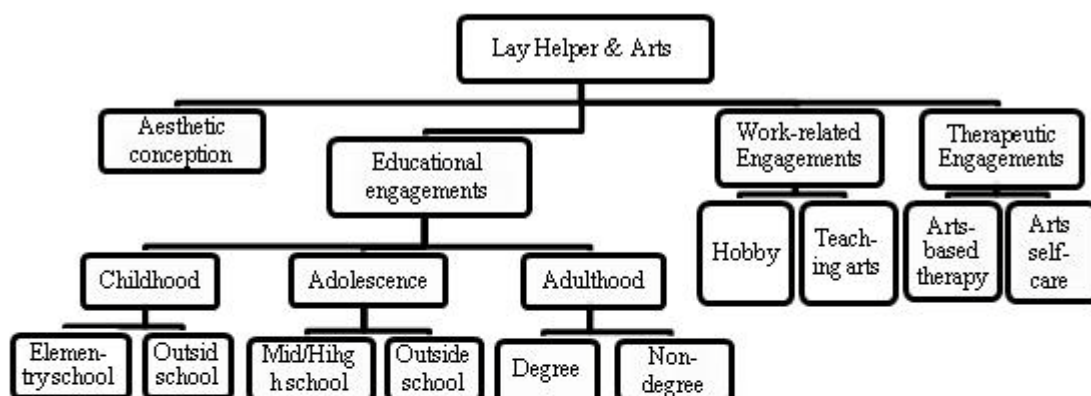 Lay Helper & Arts
Aesthetic
conception
Educational
engagements
Work-related
Engagements
Therapeutic
Engagements
Hobby
Teach-
ing arts
Arts-
based
therapy
Arts
self-
care
Childhood
Adolescence
Adulthood
Elemen-
tryschool
Outsid
school
Mid/Hihg
h school
Outside
school
Degree
Non-
degree